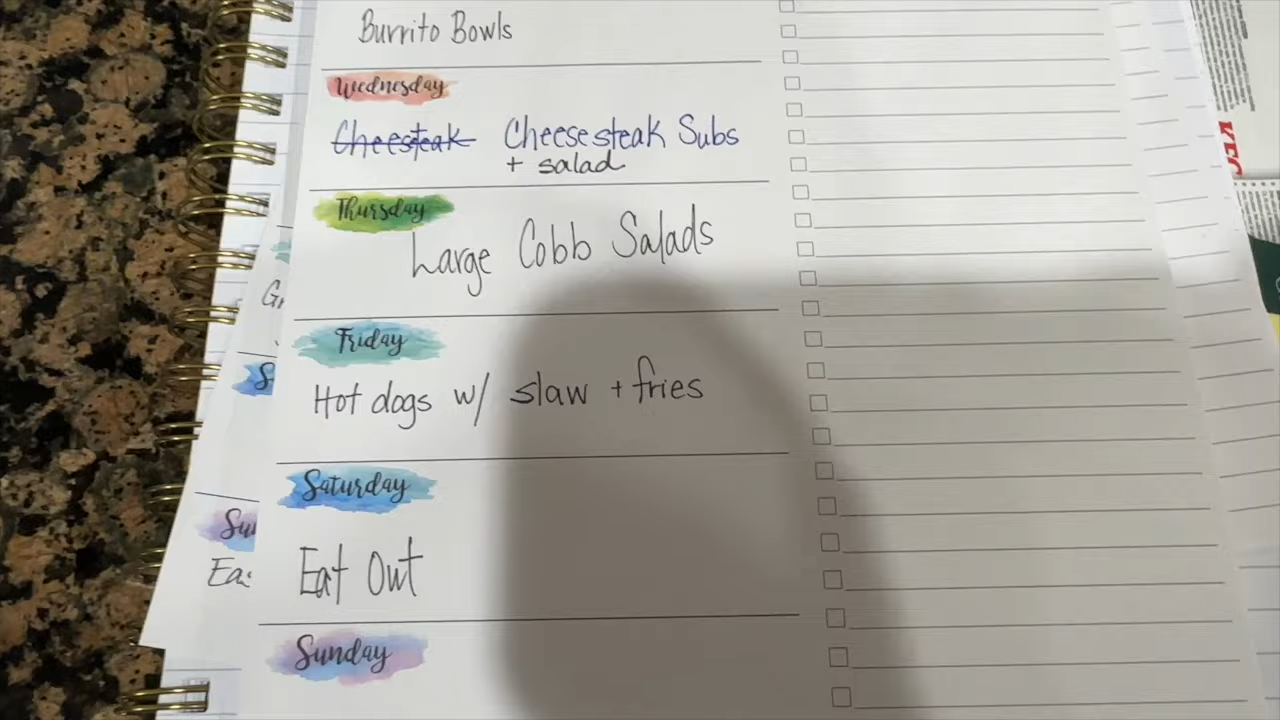 Burrito Bowls
Wednesday
Cheesteak Cheesesteak Subs
+ salad
Thursday
Large Cobb Salads
Friday
Hot dogs w/ slaw + fries
Saturday
Eat Out
Sunday